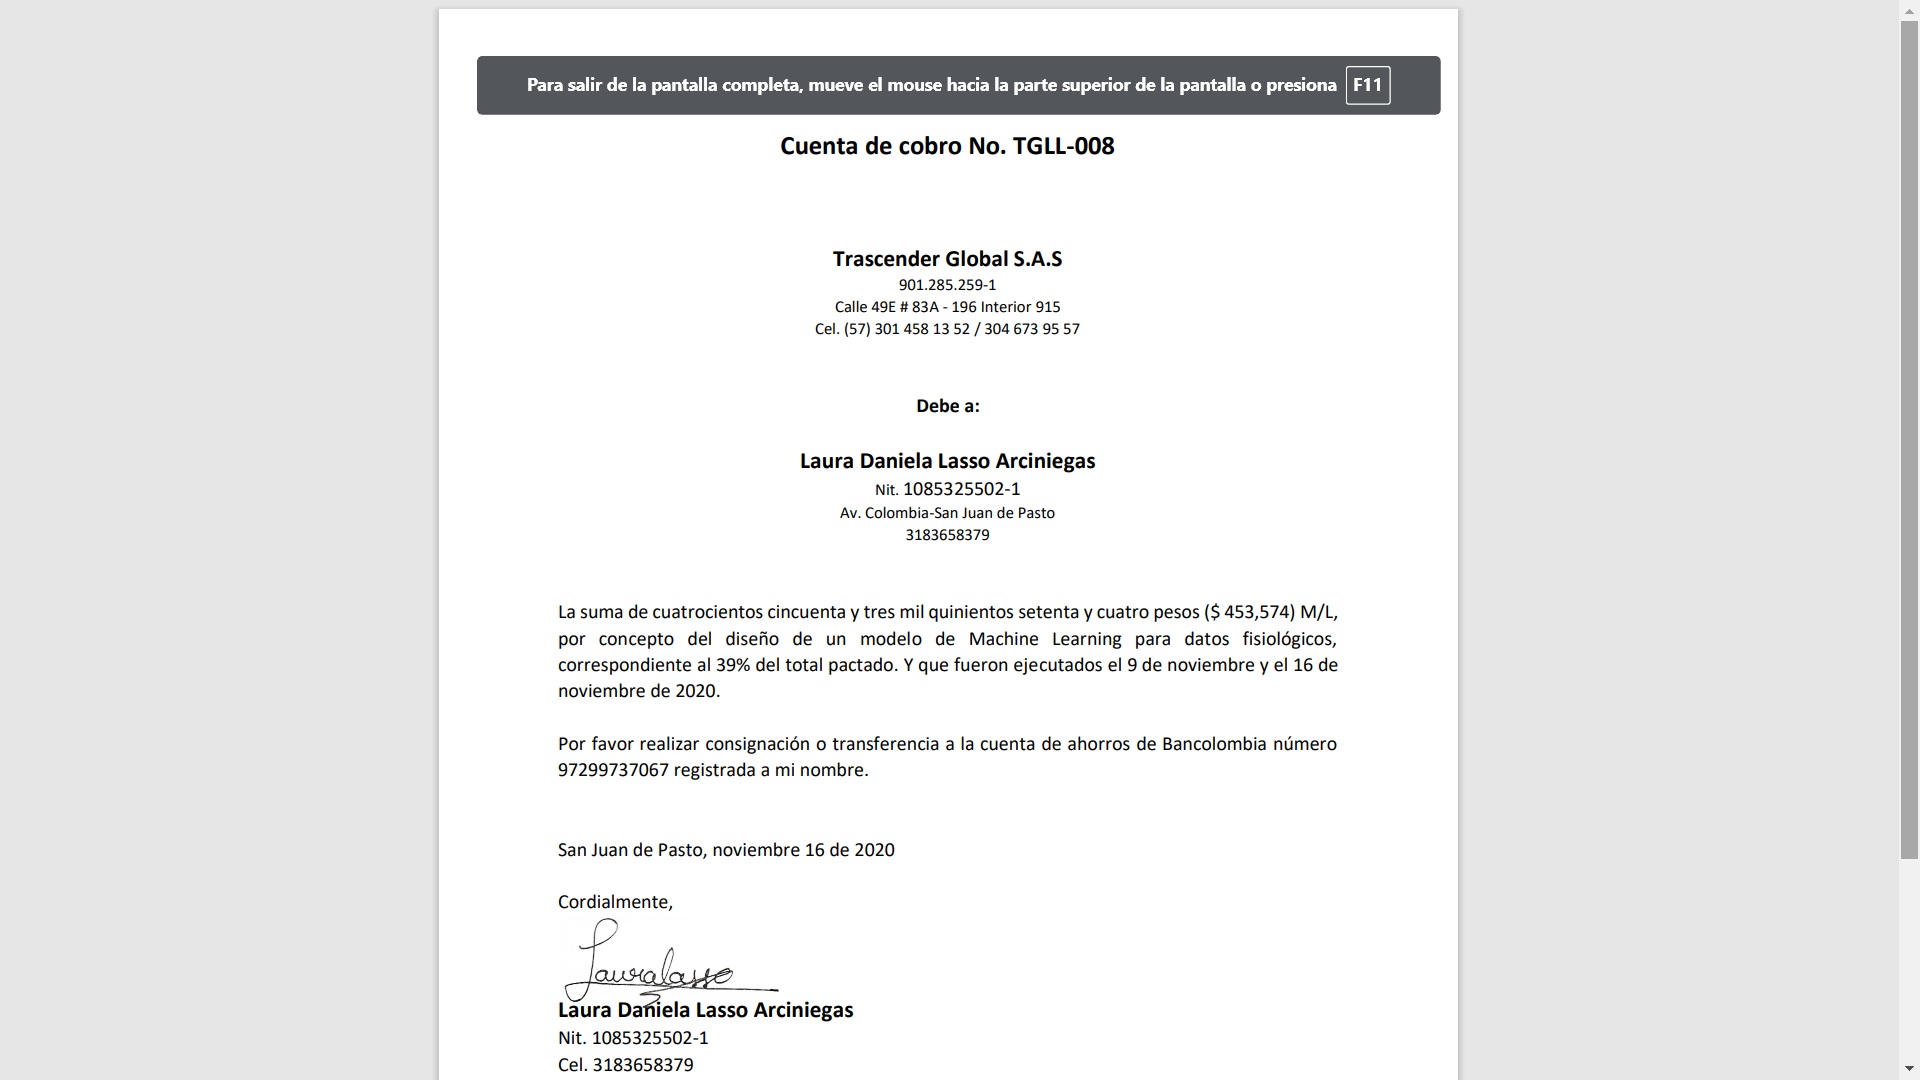 Para salir de la pantalla completa, mueve el mouse hacia la parte superior de la pantalla o presiona F11
Cuenta de cobro No. TGLL-008
Trascender Global S.A.S
901.285.259-1
Calle 49E # 83A - 196 Interior 915
Cel. (57) 301 458 13 52 / 304 673 95 57
Debe a:
Laura Daniela Lasso Arciniegas
Nit. 1085325502-1
Av. Colombia-San Juan de Pasto
3183658379
La suma de cuatrocientos cincuenta y tres mil quinientos setenta y cuatro pesos ($ 453,574) M/L,
por concepto del diseño de un modelo de Machine Learning para datos fisiológicos,
correspondiente al 39% del total pactado. Y que fueron ejecutados el 9 de noviembre y el 16 de
noviembre de 2020.
Por favor realizar consignación o transferencia a la cuenta de ahorros de Bancolombia número
97299737067 registrada a mi nombre.
San Juan de Pasto, noviembre 16 de 2020
Cordialmente,
Lauralasso
Laura Daniela Lasso Arciniegas
Nit. 1085325502-1
Cel. 3183658379